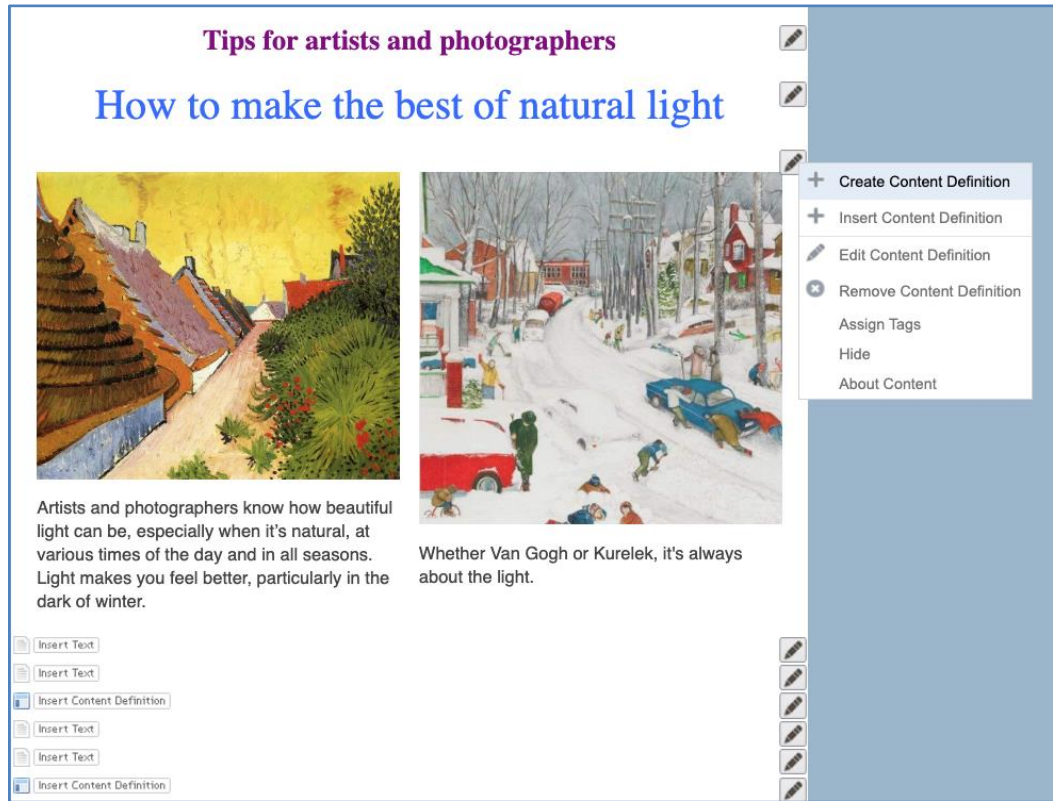 Tips for artists and photographers
How to make the best of natural light
Create Content Definition
Insert Content Definition
Edit Content Definition
Remove Content Definition
Assign Tags
Hide
About Content
Artists and photographers know how beautiful
light can be, especially when it’s natural, at
various times of the day and in all seasons.
Light makes you feel better, particularly in the
dark of winter.
Whether Van Gogh or Kurelek, it's always
about the light.
Insert Text
Insert Text
Insert Content Definition
Insert Text
Insert Text
Insert Content Definition